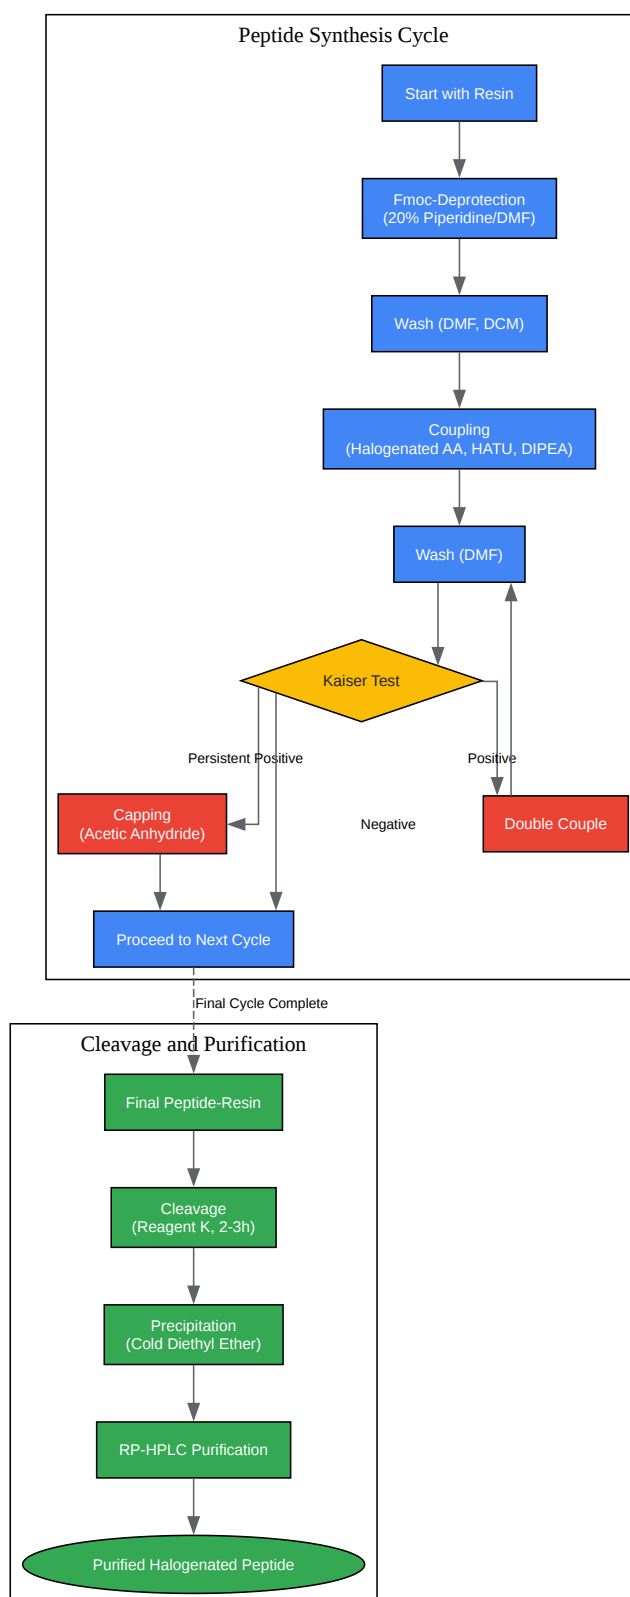 Peptide Synthesis Cycle
Start with Resin
Fmoc-Deprotection
(20% Piperidine/DMF)
Wash (DMF, DCM)
Coupling
(Halogenated AA, HATU, DIPEA)
Wash (DMF)
Kaiser Test
Persistent Positive
Positive
Capping
(Acetic Anhydride)
Negative
Double Couple
Proceed to Next Cycle
Final Cycle Complete
Cleavage and Purification
Final Peptide-Resin
Cleavage
(Reagent K, 2-3h)
Precipitation
(Cold Diethyl Ether)
RP-HPLC Purification
Purified Halogenated Peptide